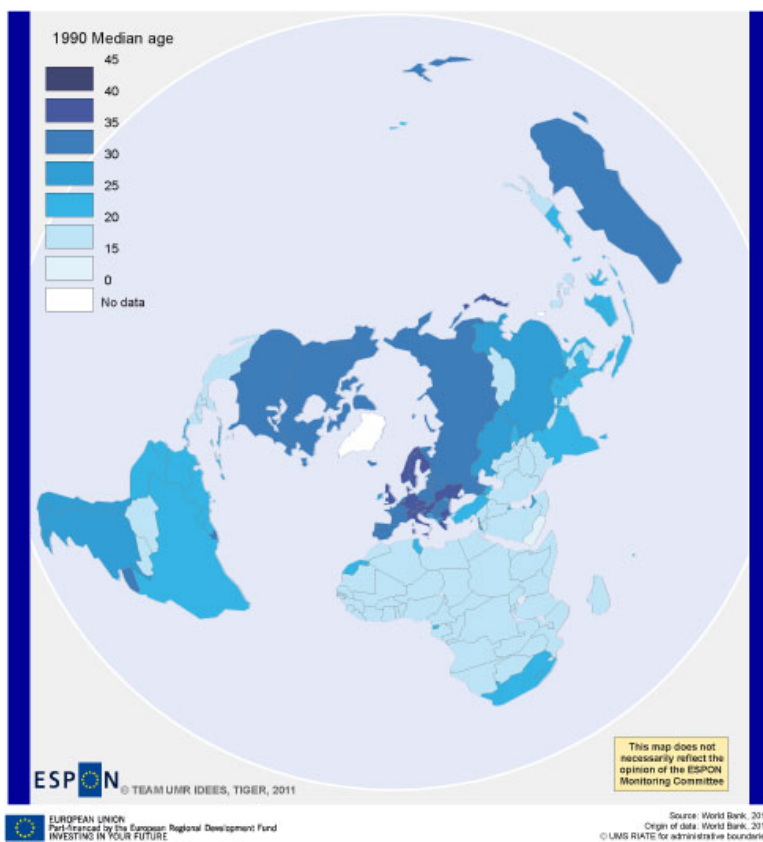 1990 Median age
45
40
35
30
25
20
15
0
No data
This map does not
necessarily reflect the
opinion of the ESPON
Monitoring Committee
ESPON © TEAM UMR IDEES, TIGER, 2011
EUROPEAN UNION
Part-financed by the European Regional Development Fund
INVESTING IN YOUR FUTURE
Source: World Bank, 201
Origin of data: World Bank, 201
© UMS RIATE for administrative boundarie